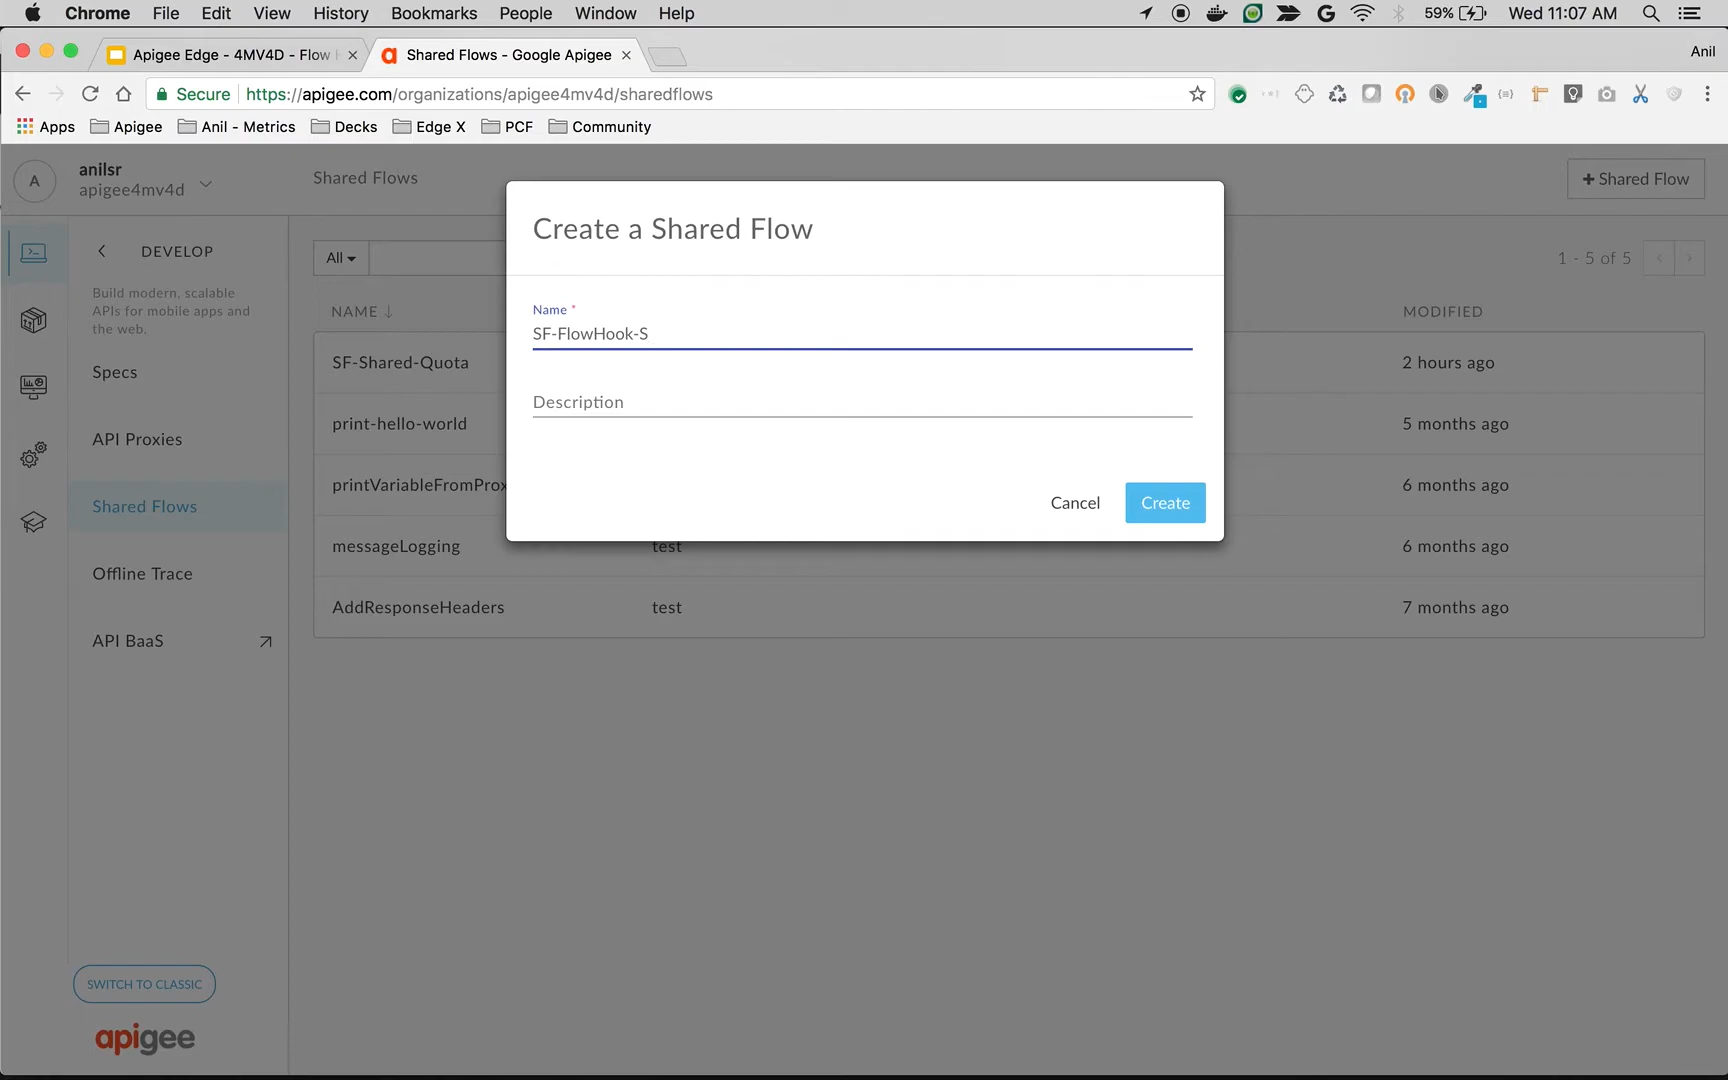 Chrome File Edit View History Bookmarks People Window Help 59% Wed 11:07 AM
Apigee Edge - 4MV4D - Flow Shared Flows - Google Apigee Anil
Secure https://apigee.com/organizations/apigee4mv4d/sharedflows
Apps Apigee Anil - Metrics Decks Edge X PCF Community
A
anilsr
apigee4mv4d
Shared Flows
+ Shared Flow
DEVELOP
Build modern, scalable
APIs for mobile apps and
the web.
Specs
API Proxies
Shared Flows
Offline Trace
API BaaS
SWITCH TO CLASSIC
apigee
All
1 - 5 of 5
NAME MODIFIED
SF-Shared-Quota 2 hours ago
print-hello-world 5 months ago
printVariableFromProx 6 months ago
messageLogging test 6 months ago
AddResponseHeaders test 7 months ago
Create a Shared Flow
Name *
SF-FlowHook-S
Description
Cancel Create